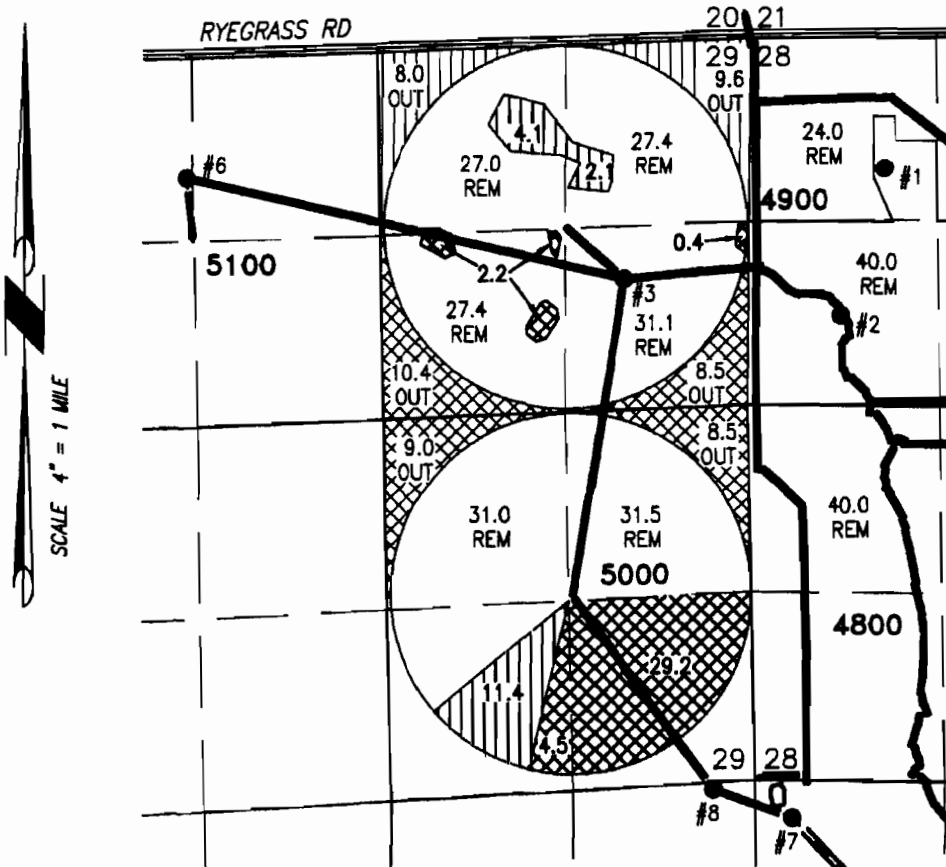 RYEGRASS RD
20 21
29 28
8.0
OUT
9.6
OUT
4.1
2.1
27.0
REM
27.4
REM
24.0
REM
#6
#1
4900
0.4
5100
2.2
#3
40.0
REM
#2
27.4
REM
31.1
REM
10.4
OUT
8.5
OUT
SCALE 4" = 1 MILE
9.0
OUT
8.5
OUT
31.0
REM
31.5
REM
40.0
REM
5000
4800
29.2
11.4
4.5
29 28
#8
#7